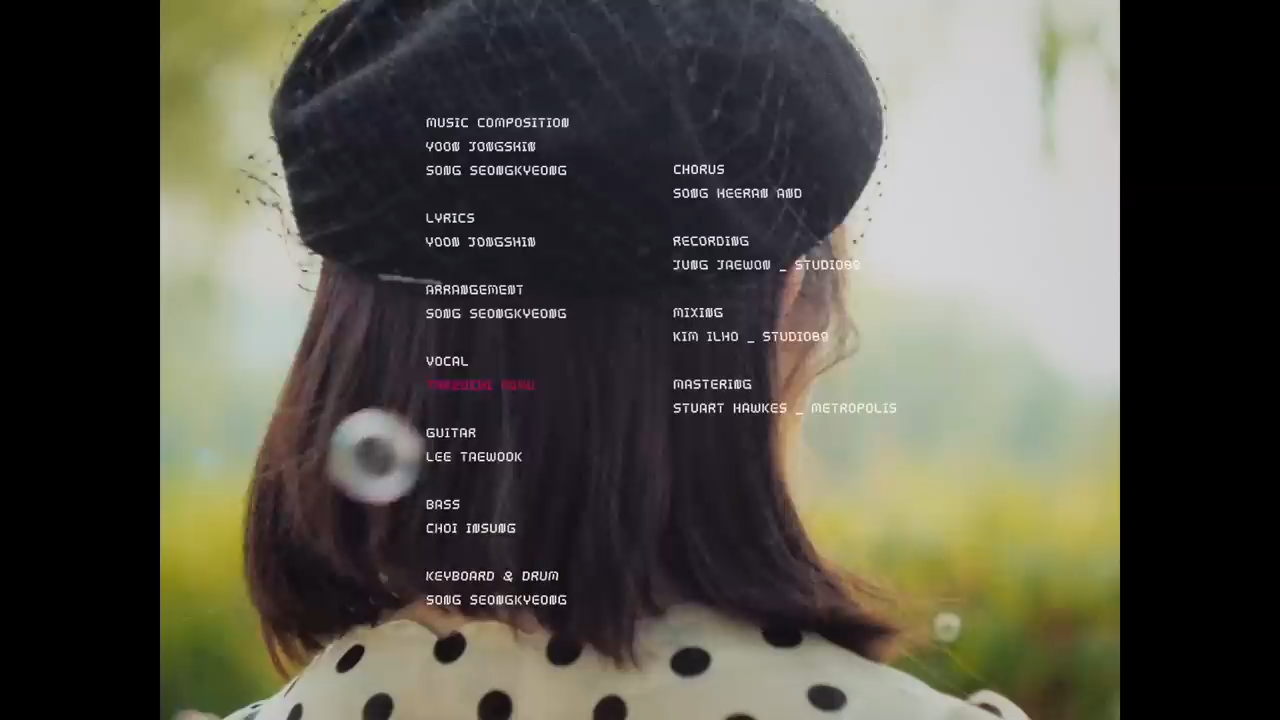 MUSIC COMPOSITION
YOON JONGSHIN
SONG SEONGKYEONG
LYRICS
YOON JONGSHIN
ARRANGEMENT
SONG SEONGKYEONG
VOCAL
GUITAR
LEE TAEWOOK
BASS
CHOI INSUNG
KEYBOARD & DRUM
SONG SEONGKYEONG
CHORUS
SONG HEERAN AND
RECORDING
JUNG JAEWON _ STUDIO89
MIXING
KIM ILHO _ STUDIO89
MASTERING
STUART HAWKES _ METROPOLIS